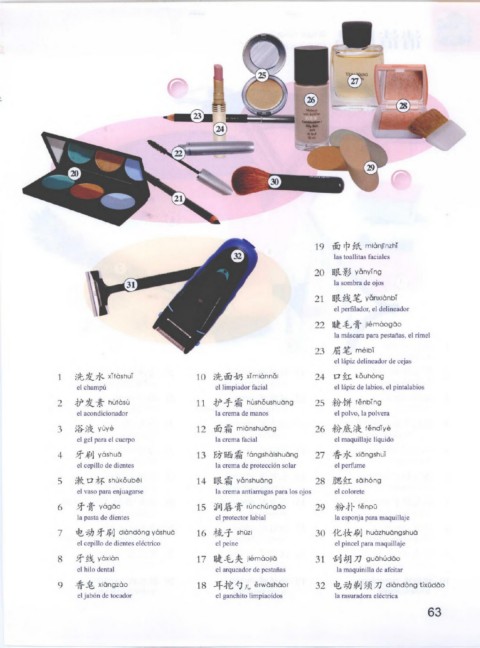 25
26
27
28
23
24
22
20
21
30
29
31
32
19 面巾纸 miànjīnzhǐ
las toallitas faciales
20 眼影 yǎnyǐng
la sombra de ojos
21 眼线笔 yǎnxiànbǐ
el perfilador, el delineador
22 睫毛膏 jiémáogāo
la máscara para pestañas, el rímel
23 眉笔 méibǐ
el lápiz delineador de cejas
1 洗发水 xǐfàshuǐ
el champú
2 护发素 hùfàsù
el acondicionador
3 浴液 yùyè
el gel para el cuerpo
4 牙刷 yáshuā
el cepillo de dientes
5 漱口杯 shùkǒubēi
el vaso para enjuagarse
6 牙膏 yágāo
la pasta de dientes
7 电动牙刷 diàndòng yáshuā
el cepillo de dientes eléctrico
8 牙线 yáxiàn
el hilo dental
9 香皂 xiāngzào
el jabón de tocador
10 洗面奶 xǐmiànnǎi
el limpiador facial
11 护手霜 hùshǒushuāng
la crema de manos
12 面霜 miànshuāng
la crema facial
13 防晒霜 fángshàishuāng
la crema de protección solar
14 眼霜 yǎnshuāng
la crema antiarrugas para los ojos
15 润唇膏 rùnchúngāo
el protector labial
16 梳子 shūzi
el peine
17 睫毛夹 jiémáojiā
el arqueador de pestañas
18 耳挖勺儿 ěrwāsháor
el ganchito limpiaoídos
24 口红 kǒuhóng
el lápiz de labios, el pintalabios
25 粉饼 fěnbǐng
el polvo, la polvera
26 粉底液 fěndǐyè
el maquillaje líquido
27 香水 xiāngshuǐ
el perfume
28 腮红 sāihóng
el colorete
29 粉扑 fěnpū
la esponja para maquillaje
30 化妆刷 huàzhuāngshuā
el pincel para maquillaje
31 刮胡刀 guāhúdāo
la maquinilla de afeitar
32 电动剃须刀 diàndòng tìxūdāo
la rasuradora eléctrica
63